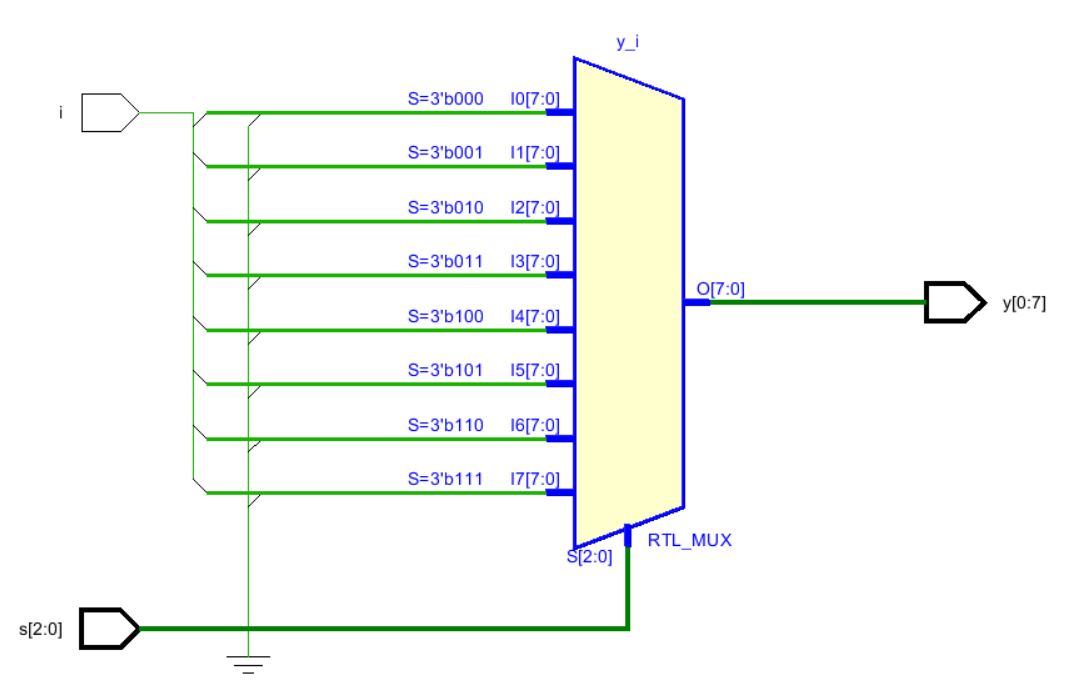 y_i
i
S=3'b000 I0[7:0]
S=3'b001 I1[7:0]
S=3'b010 I2[7:0]
S=3'b011 I3[7:0]
O[7:0]
y[0:7]
S=3'b100 I4[7:0]
S=3'b101 I5[7:0]
S=3'b110 I6[7:0]
S=3'b111 I7[7:0]
RTL_MUX
S[2:0]
s[2:0]